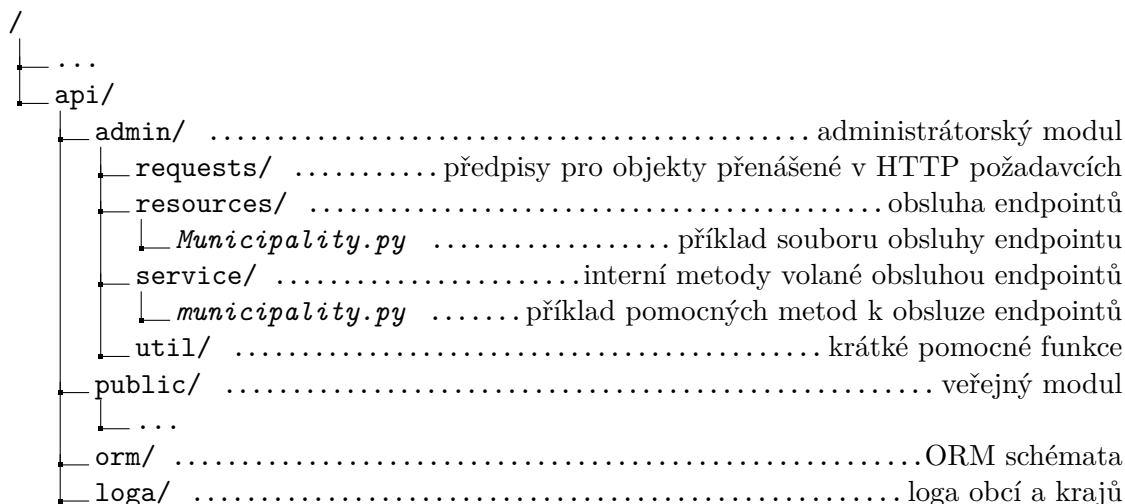 /
...
api/
admin/ ............................................. administrátorský modul
requests/ ........... předpisy pro objekty přenášené v HTTP požadavcích
resources/ ........................................... obsluha endpointů
Municipality.py .................. příklad souboru obsluhy endpointu
service/ ....................... interní metody volané obsluhou endpointů
municipality.py ....... příklad pomocných metod k obsluze endpointů
util/ ............................................ krátké pomocné funkce
public/ ..................................................... veřejný modul
...
orm/ ........................................................ ORM schémata
loga/ ..................................................... loga obcí a krajů